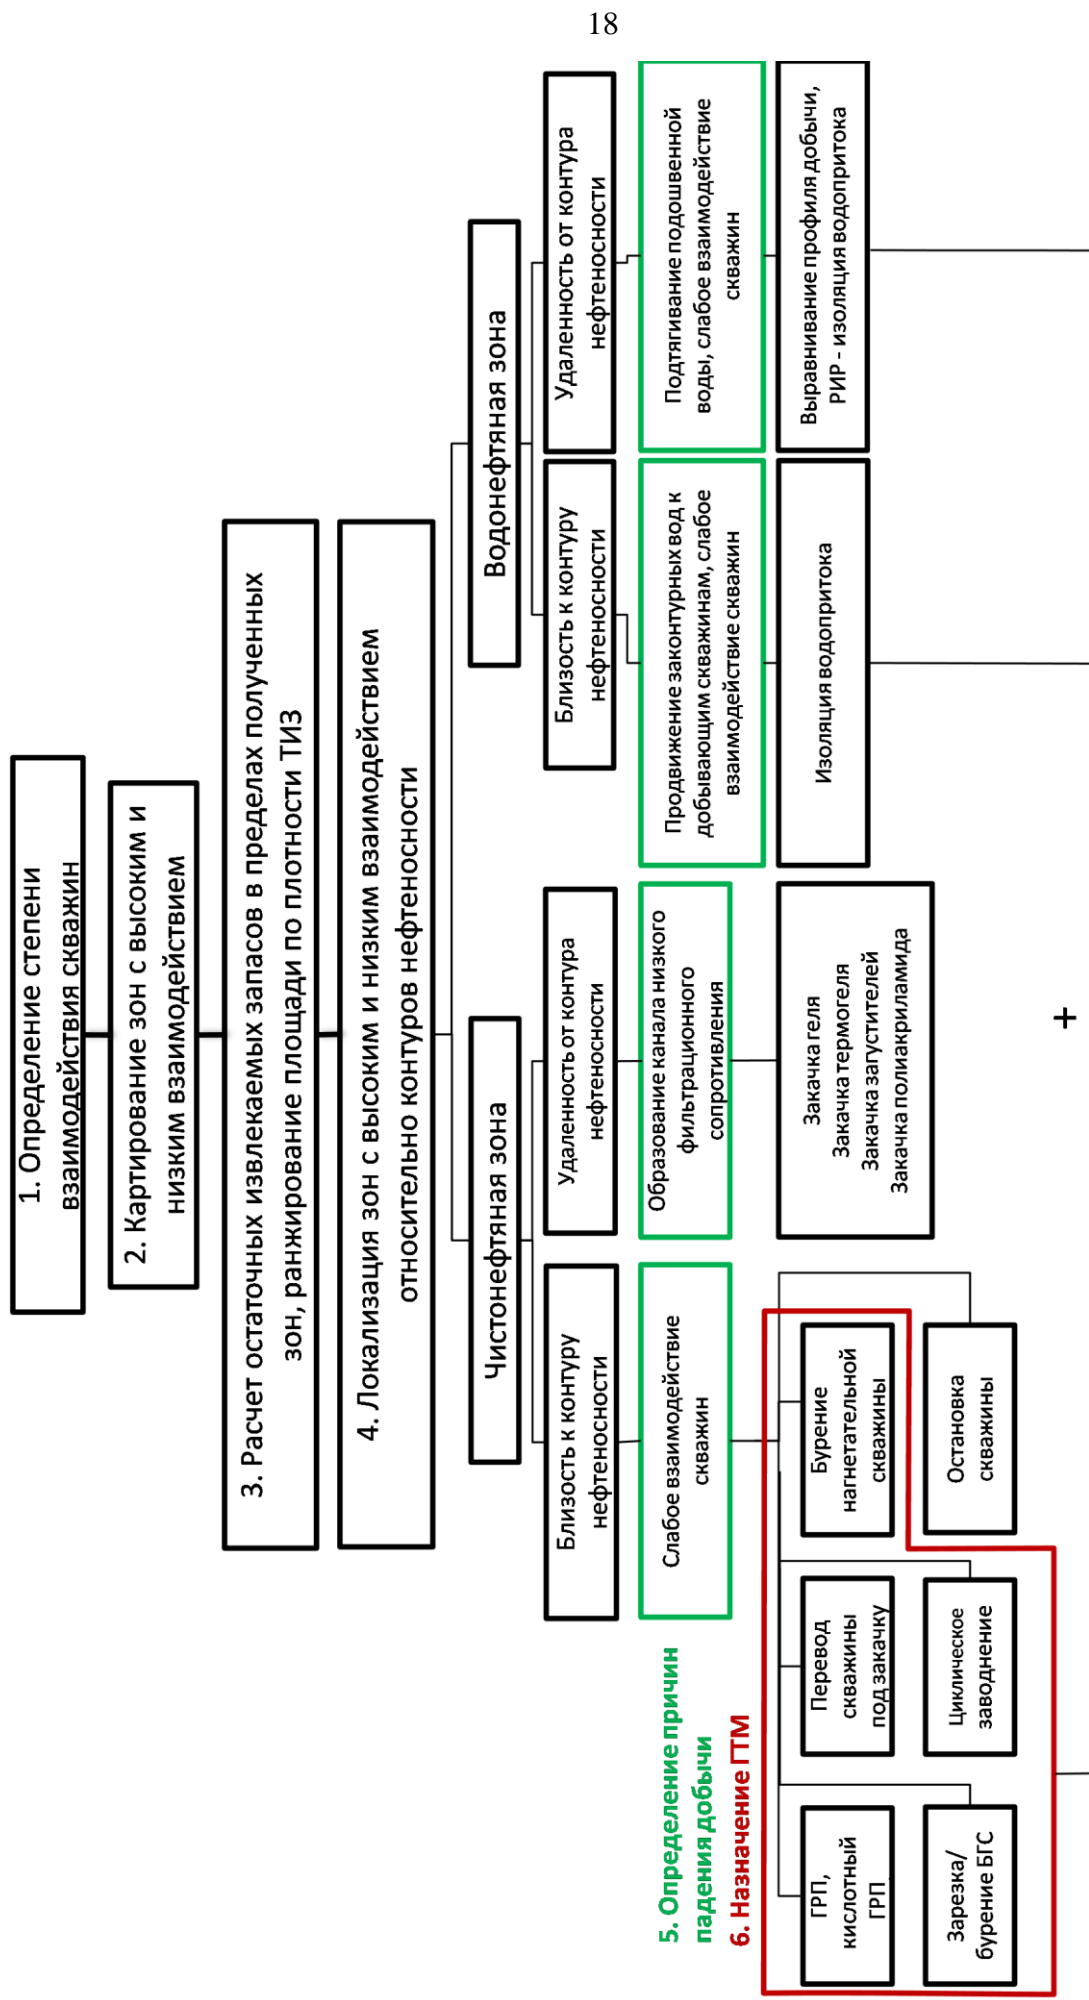 18
1. Определение степени
взаимодействия скважин
2. Картирование зон с высоким и
низким взаимодействием
3. Расчет остаточных извлекаемых запасов в пределах полученных
зон, ранжирование площади по плотности ТИЗ
4. Локализация зон с высоким и низким взаимодействием
относительно контуров нефтеносности
Чистонефтяная зона
Водонефтяная зона
Близость к контуру
нефтеносности
Удаленность от контура
нефтеносности
Близость к контуру
нефтеносности
Удаленность от контура
нефтеносности
5. Определение причин
падения добычи
Слабое взаимодействие
скважин
Образование канала низкого
фильтрационного
сопротивления
Продвижение законтурных вод к
добывающим скважинам, слабое
взаимодействие скважин
Подтягивание подошвенной
воды, слабое взаимодействие
скважин
6. Назначение ГТМ
ГРП,
кислотный
ГРП
Перевод
скважины
под закачку
Бурение
нагнетательной
скважины
Зарезка/
бурение БГС
Циклическое
заводнение
Остановка
скважины
Закачка геля
Закачка термогеля
Закачка загустителей
Закачка полиакриламида
Изоляция водопритока
Выравнивание профиля добычи,
РИР - изоляция водопритока
+